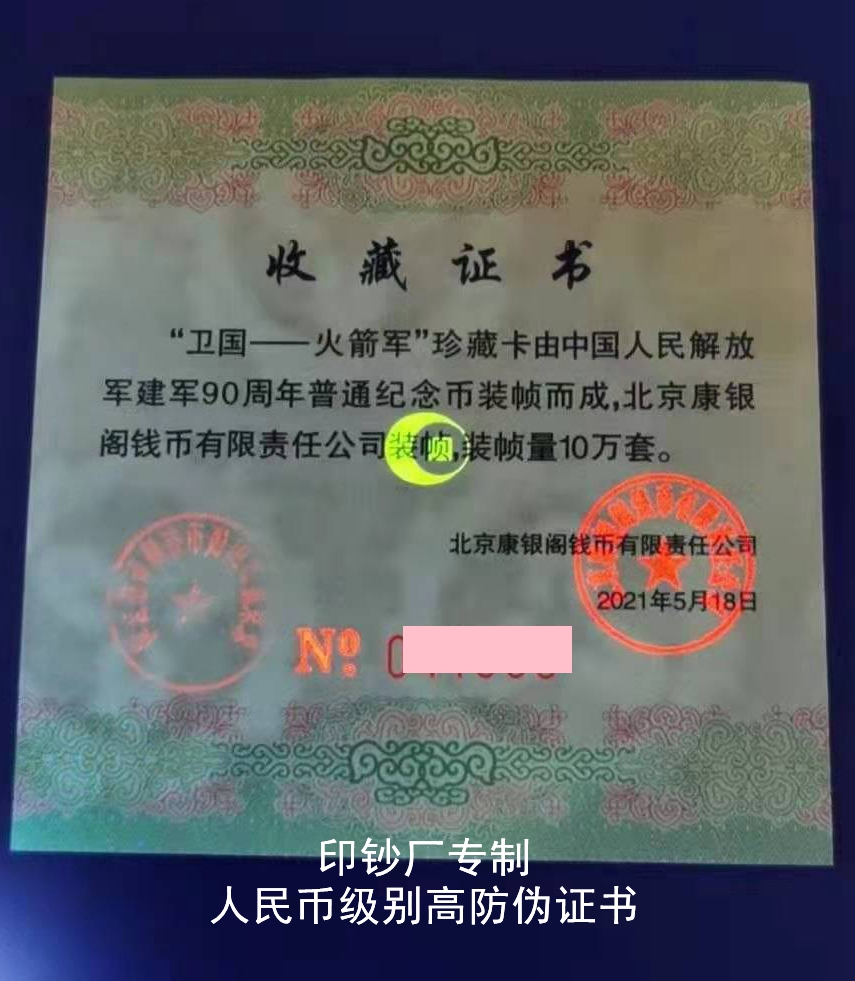 收藏证书
“卫国——火箭军”珍藏卡由中国人民解放
军建军90周年普通纪念币装帧而成,北京康银
阁钱币有限责任公司装帧,装帧量10万套。
北京康银阁钱币有限责任公司
2021年5月18日
Nº
印钞厂专制
人民币级别高防伪证书